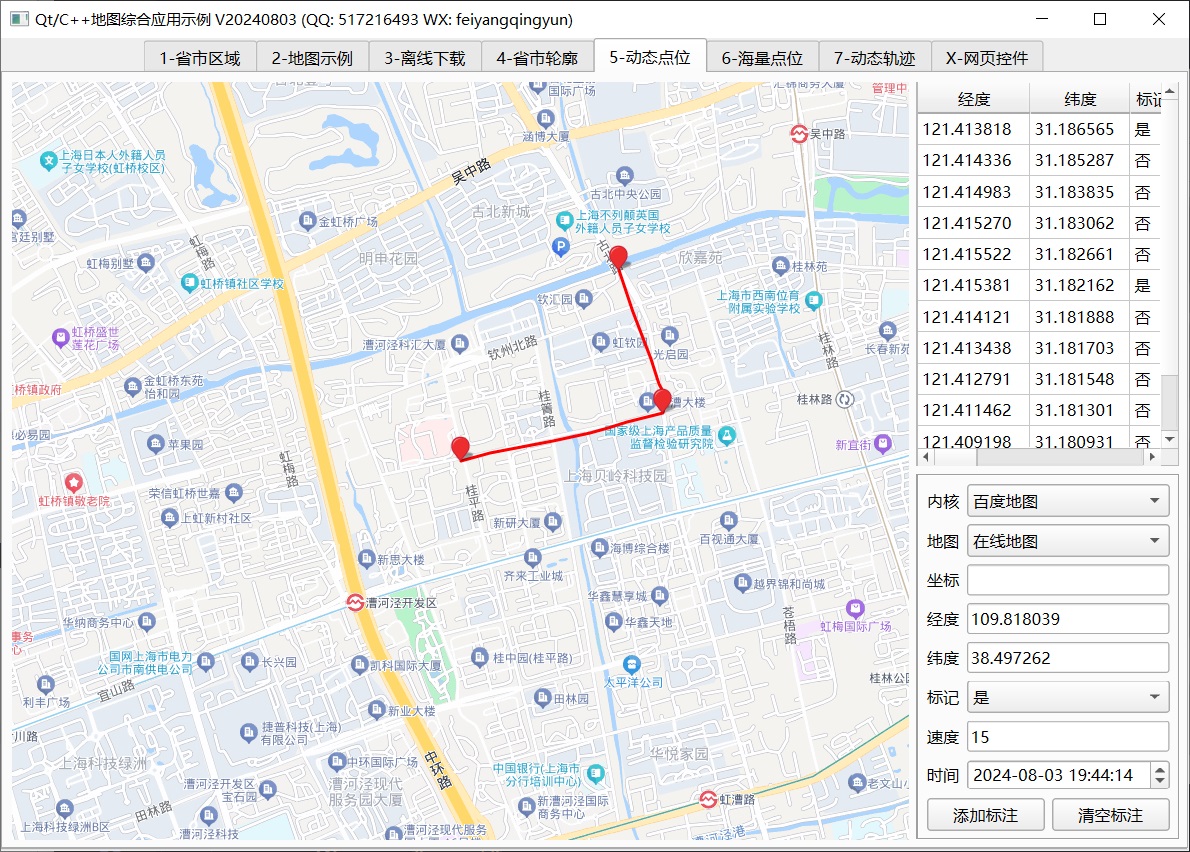 Qt/C++地图综合应用示例 V20240803 (QQ: 517216493 WX: feiyangqingyun)
1-省市区域
2-地图示例
3-离线下载
4-省市轮廓
5-动态点位
6-海量点位
7-动态轨迹
X-网页控件
国际广场
涵博大厦
管理中
吴中路
上海日本人外籍人员
子女学校(虹桥校区)
吴中路
古北中央公园
古北新城
金虹桥广场
上海不列颠英国
外籍人员子女学校
宫廷别墅
虹梅路
虹梅别墅
明申花园
欣嘉苑
桂林苑
虹桥镇社区学校
钦汇园
上海市西南位育
附属实验学校
虹桥盛世
莲花广场
漕河泾科汇大厦
钦州北路
虹钦园
光启园
桂林路
长春新苑
桥镇政府
金虹桥东苑
怡和园
桂箐路
漕大楼
桂林路
必易园
苹果园
国家级上海产品质量
监督检验研究院
新宜街
虹梅路
虹桥镇敬老院
荣信虹桥世嘉
上海贝岭科技园
上虹新村社区
桂平路
新研大厦
百视通大厦
新思大楼
海博综合楼
齐来工业城
越界锦和尚城
漕河泾开发区
华鑫慧享城
华纳商务中心
华鑫天地
苍梧路
虹梅国际广场
事务
心
国网上海市电力
公司市南供电公司
长兴园
凯科国际大厦
桂中园(桂平路)
太平洋公司
桂林公园
利丰广场
宜山路
新业大楼
田林园
川路
捷普科技(上海)
有限公司
上海科技绿洲
中环国际广场
中环路
华悦家园
中国银行(上海市
分行培训中心)
漕河泾开发区
宝石园
漕河泾现代
服务园大厦
老文山
上海科技绿洲B区
田林路
新漕河泾国际
商务中心
虹漕路
漕河泾科技
漕河泾现代服务
漕河泾港
经度 纬度 标记
121.413818 31.186565 是
121.414336 31.185287 否
121.414983 31.183835 否
121.415270 31.183062 否
121.415522 31.182661 否
121.415381 31.182162 是
121.414121 31.181888 否
121.413438 31.181703 否
121.412791 31.181548 否
121.411462 31.181301 否
121.409198 31.180931 否
内核 百度地图
地图 在线地图
坐标
经度 109.818039
纬度 38.497262
标记 是
速度 15
时间 2024-08-03 19:44:14
添加标注 清空标注